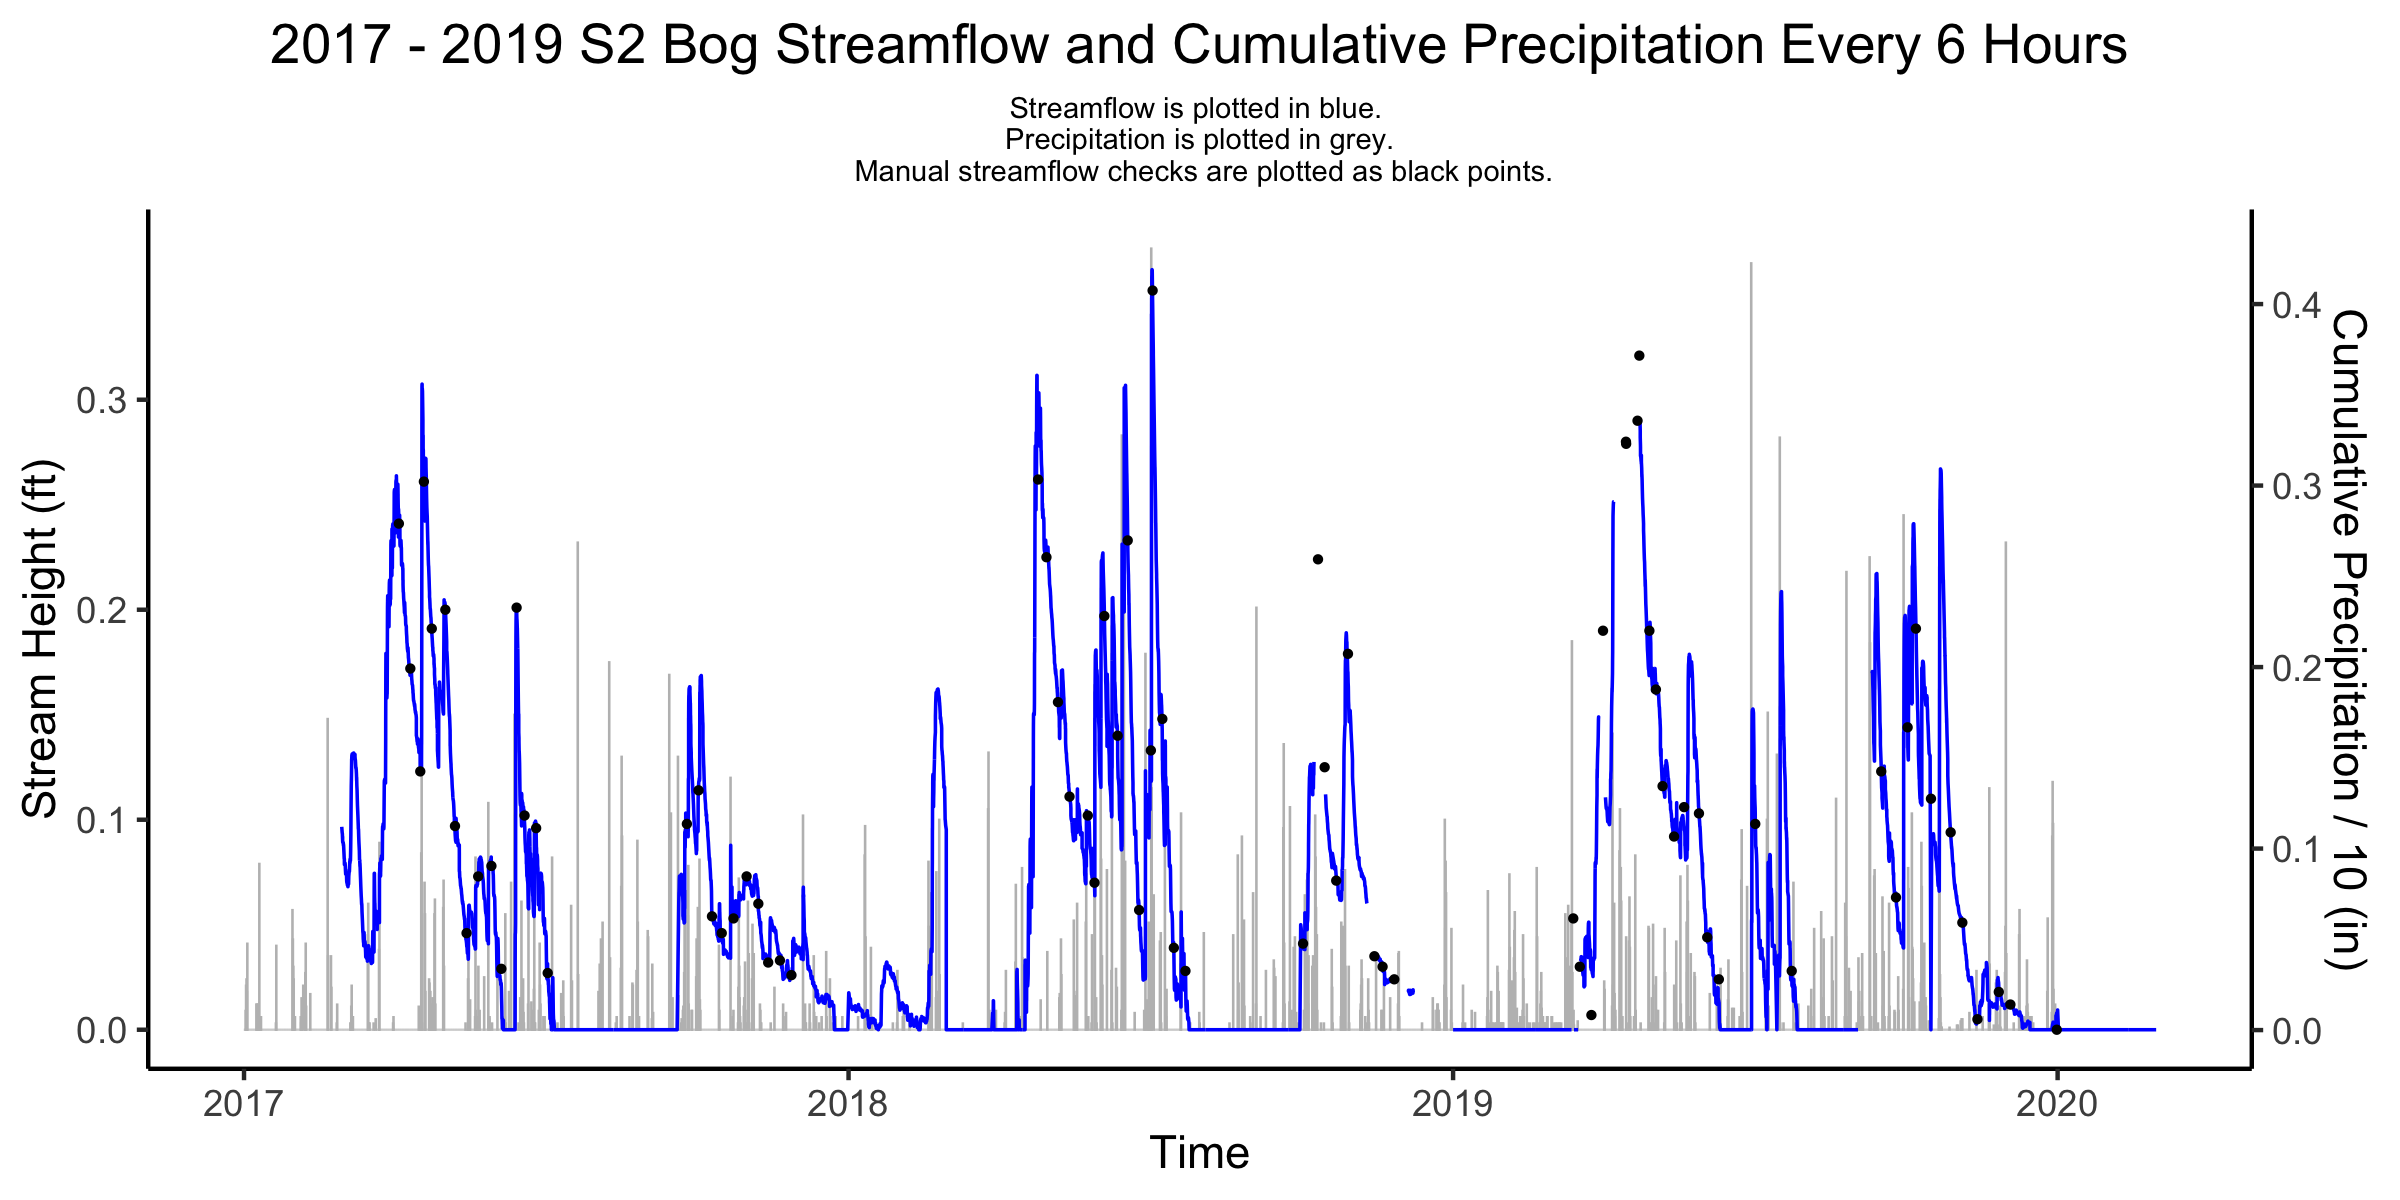 2017 - 2019 S2 Bog Streamflow and Cumulative Precipitation Every 6 Hours
Streamflow is plotted in blue.
Precipitation is plotted in grey.
Manual streamflow checks are plotted as black points.
Stream Height (ft)
0.3
0.2
0.1
0.0
0.4
0.3
0.2
0.1
0.0
Cumulative Precipitation / 10 (in)
2017
2018
2019
2020
Time